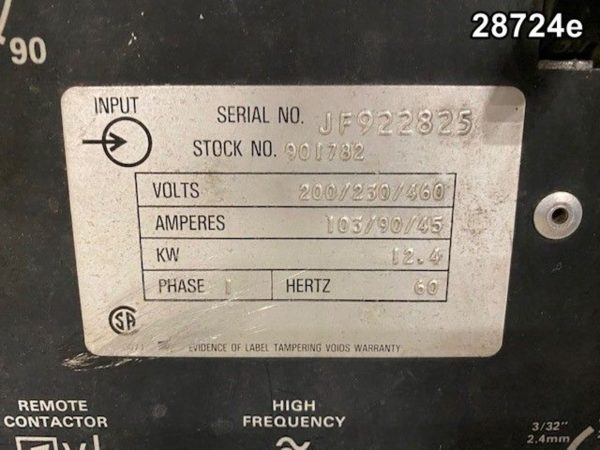 28724e
90
INPUT
SERIAL NO. JF922825
STOCK NO. 901782
VOLTS 200/230/460
AMPERES 103/90/45
KW 12.4
PHASE 1 HERTZ 60
SA
EVIDENCE OF LABEL TAMPERING VOIDS WARRANTY
REMOTE
CONTACTOR
HIGH
FREQUENCY
3/32"
2.4mm